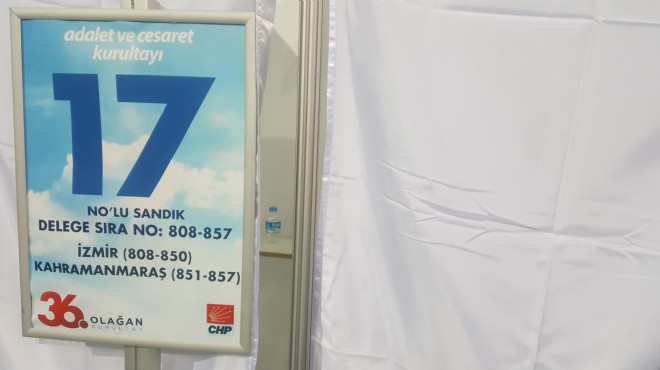 adalet ve cesaret
kurultayı
17
NO'LU SANDIK
DELEGE SIRA NO: 808-857
İZMİR (808-850)
KAHRAMANMARAŞ (851-857)
36. OLAĞAN
KURULTAY
CHP